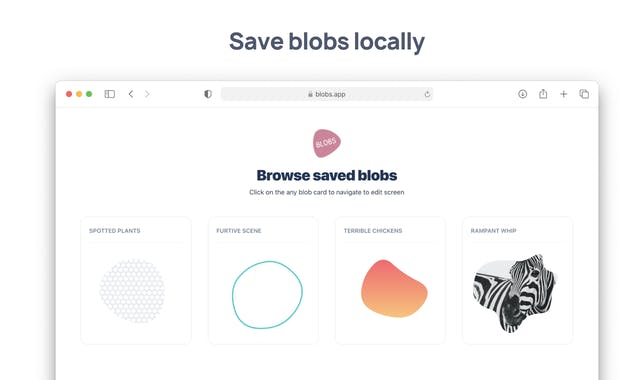 Save blobs locally
blobs.app
BLOBS
Browse saved blobs
Click on the any blob card to navigate to edit screen
SPOTTED PLANTS
FURTIVE SCENE
TERRIBLE CHICKENS
RAMPANT WHIP